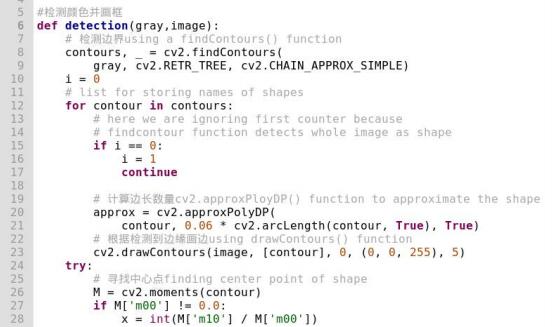 4
5 #检测颜色并画框
6 def detection(gray,image):
7     # 检测边界using a findContours() function
8     contours, _ = cv2.findContours(
9         gray, cv2.RETR_TREE, cv2.CHAIN_APPROX_SIMPLE)
10     i = 0
11     # list for storing names of shapes
12     for contour in contours:
13         # here we are ignoring first counter because
14         # findcontour function detects whole image as shape
15         if i == 0:
16             i = 1
17             continue
18
19         # 计算边长数量cv2.approxPloyDP() function to approximate the shape
20         approx = cv2.approxPolyDP(
21             contour, 0.06 * cv2.arcLength(contour, True), True)
22         # 根据检测到边缘画边using drawContours() function
23         cv2.drawContours(image, [contour], 0, (0, 0, 255), 5)
24     try:
25         # 寻找中心点finding center point of shape
26         M = cv2.moments(contour)
27         if M['m00'] != 0.0:
28             x = int(M['m10'] / M['m00'])